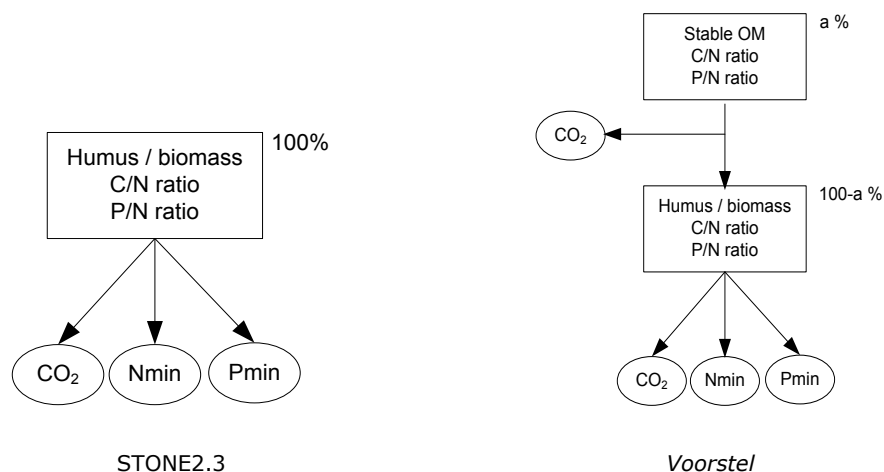 Humus / biomass
C/N ratio
P/N ratio
100%
CO₂
Nmin
Pmin
STONE2.3
Stable OM
C/N ratio
P/N ratio
a %
CO₂
Humus / biomass
C/N ratio
P/N ratio
100-a %
CO₂
Nmin
Pmin
Voorstel